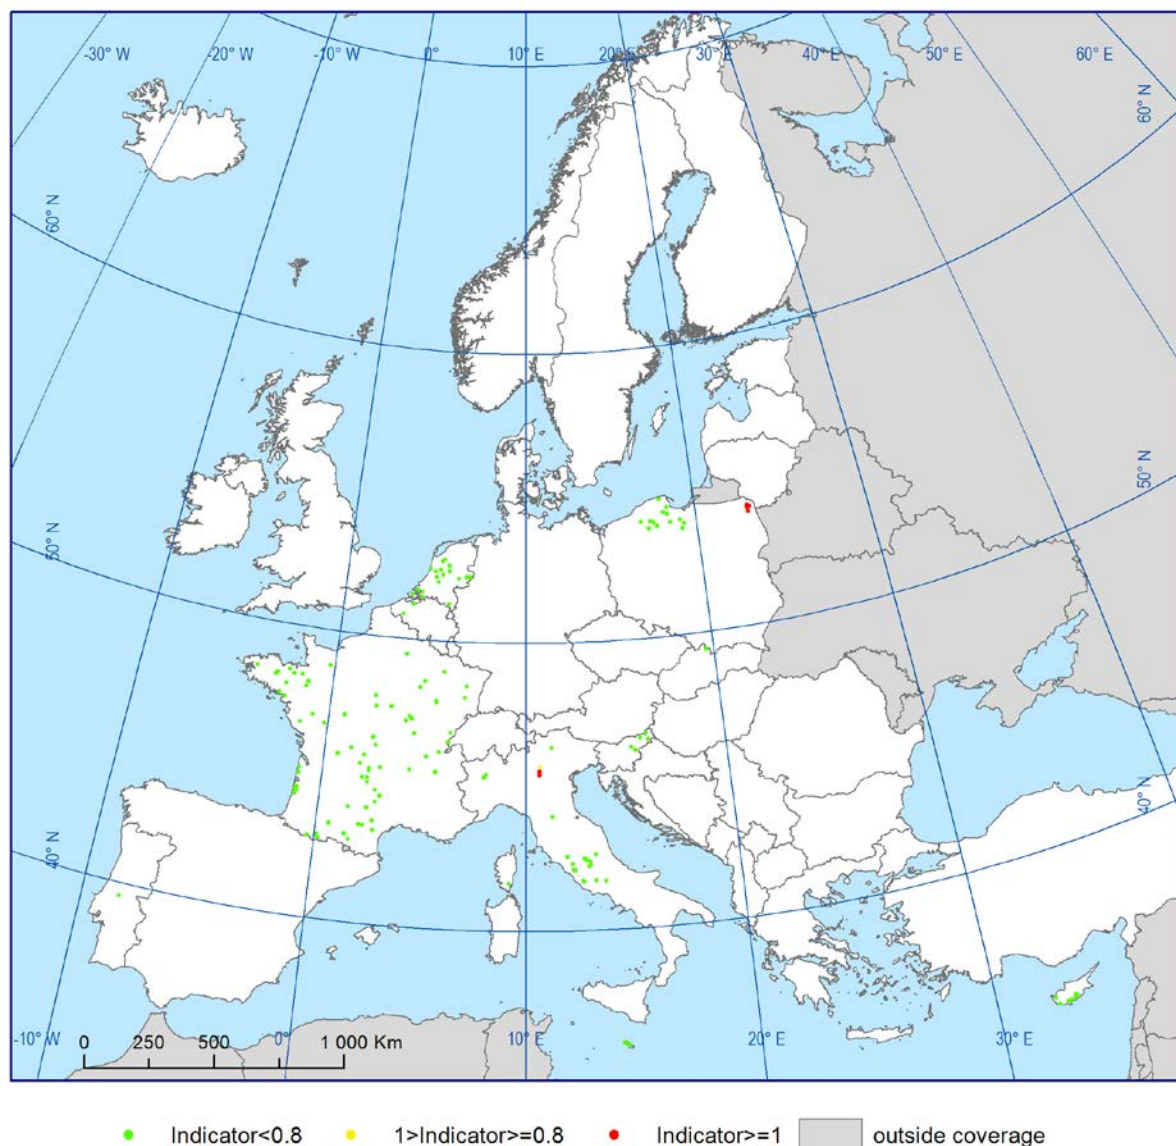 -30° W -20° W -10° W 0° 10° E 20° E 30° E 40° E 50° E 60° E
60° N
60° N
50° N
50° N
40° N
40° N
-10° W 0° 10° E 20° E 30° E
0 250 500 1 000 Km
Indicator<0.8 1>Indicator>=0.8 Indicator>=1 outside coverage